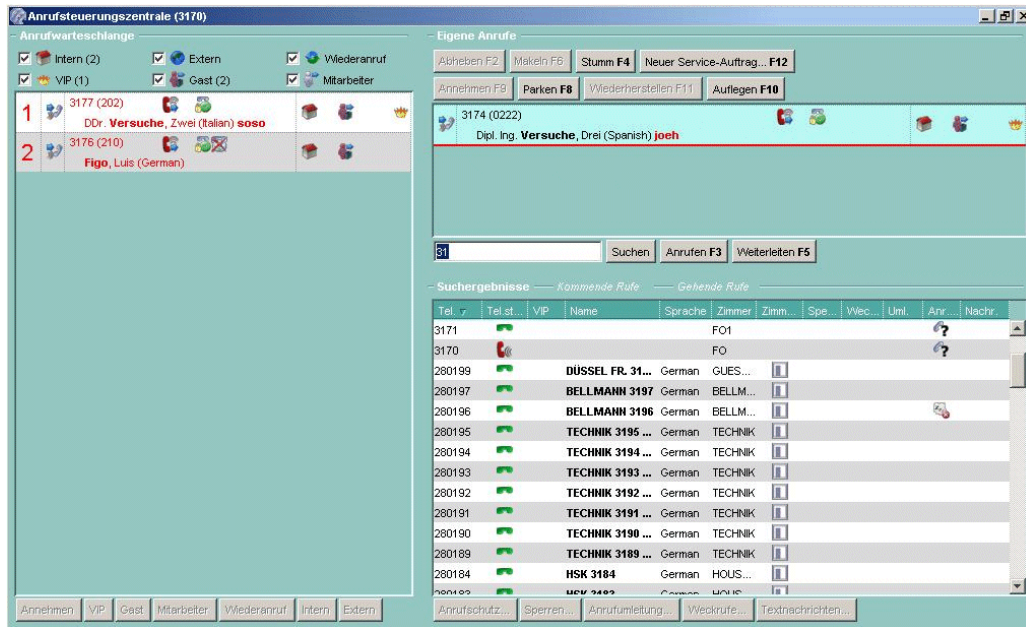 Anrufsteuerungszentrale (3170)
Anrufwarteschlange
Intern (2) Extern Wiederanruf
VIP (1) Gast (2) Mitarbeiter
1 3177 (202)
DDr. Versuche, Zwei (Italian) soso
2 3176 (210)
Figo, Luis (German)
Annehmen VIP Gast Mitarbeiter Wiederanruf Intern Extern
Eigene Anrufe
Abheben F2 Makeln F6 Stumm F4 Neuer Service-Auftrag... F12
Annehmen F9 Parken F8 Wiederherstellen F11 Auflegen F10
3174 (0222)
Dipl. Ing. Versuche, Drei (Spanish) joeh
31 Suchen Anrufen F3 Weiterleiten F5
Suchergebnisse Kommende Rufe Gehende Rufe
Tel. Tel.st... VIP Name Sprache Zimmer Zimm... Spe... Wec... Uml. Anr... Nachr.
3171 FO1
3170 FO
280199 DÜSSEL FR. 31... German GUES...
280197 BELLMANN 3197 German BELLM...
280196 BELLMANN 3196 German BELLM...
280195 TECHNIK 3195 ... German TECHNIK
280194 TECHNIK 3194 ... German TECHNIK
280193 TECHNIK 3193 ... German TECHNIK
280192 TECHNIK 3192 ... German TECHNIK
280191 TECHNIK 3191 ... German TECHNIK
280190 TECHNIK 3190 ... German TECHNIK
280189 TECHNIK 3189 ... German TECHNIK
280184 HSK 3184 German HOUS...
Anrufschutz... Sperren... Anrufumleitung... Weckrufe... Textnachrichten...